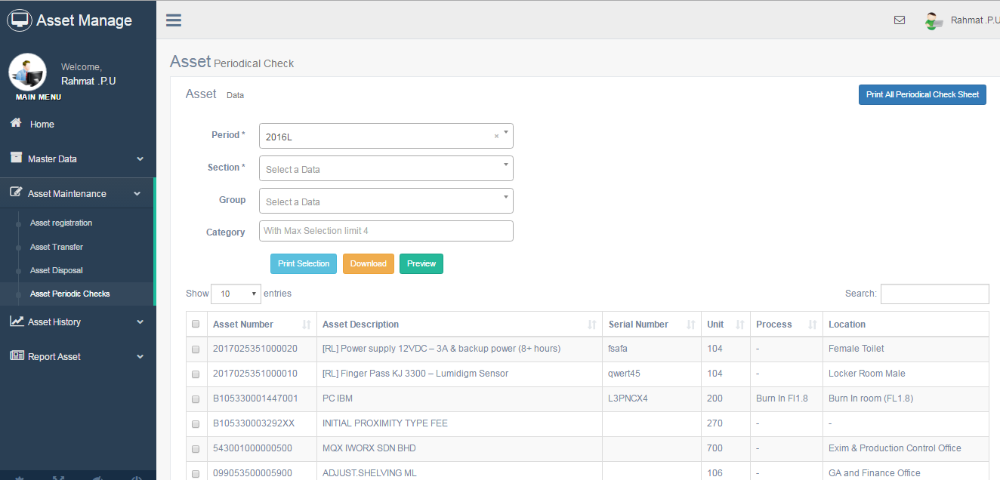 Asset Manage
Rahmat .P.U
Welcome,
Rahmat .P.U
MAIN MENU
Home
Master Data
Asset Maintenance
Asset registration
Asset Transfer
Asset Disposal
Asset Periodic Checks
Asset History
Report Asset
Asset Periodical Check
Asset Data
Print All Periodical Check Sheet
Period * 2016L ×
Section * Select a Data
Group Select a Data
Category With Max Selection limit 4
Print Selection Download Preview
Show 10 entries Search:
Asset Number Asset Description Serial Number Unit Process Location
2017025351000020 [RL] Power supply 12VDC – 3A & backup power (8+ hours) fsafa 104 - Female Toilet
2017025351000010 [RL] Finger Pass KJ 3300 – Lumidigm Sensor qwert45 104 - Locker Room Male
B105330001447001 PC IBM L3PNCX4 200 Burn In Fl1.8 Burn In room (FL1.8)
B105330003292XX INITIAL PROXIMITY TYPE FEE 270 - -
543001000000500 MQX IWORX SDN BHD 700 - Exim & Production Control Office
099053500005900 ADJUST.SHELVING ML 106 - GA and Finance Office